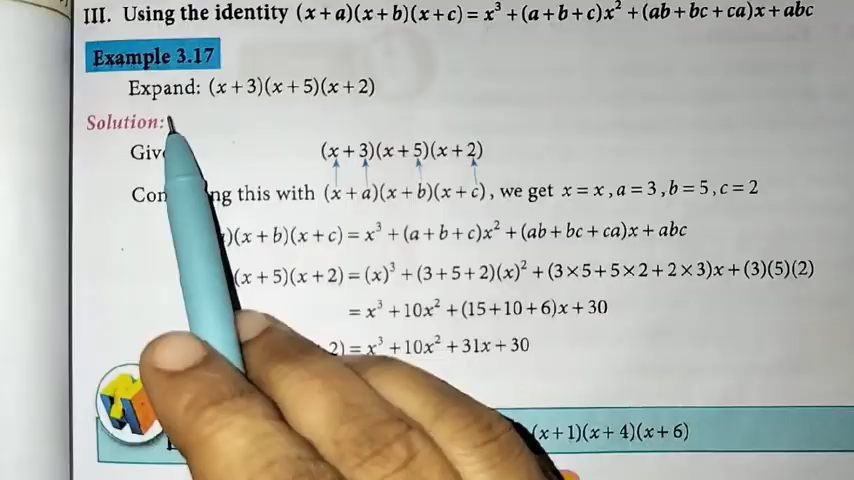 III. Using the identity (x+a)(x+b)(x+c) = x³ + (a+b+c)x² + (ab+bc+ca)x + abc
Example 3.17
Expand: (x+3)(x+5)(x+2)
Solution:
(x+3)(x+5)(x+2)
this with (x+a)(x+b)(x+c), we get x = x, a = 3, b = 5, c = 2
)(x+b)(x+c) = x³ + (a+b+c)x² + (ab+bc+ca)x + abc
(x+5)(x+2) = (x)³ + (3+5+2)(x)² + (3×5+5×2+2×3)x + (3)(5)(2)
= x³ + 10x² + (15+10+6)x + 30
2) = x³ + 10x² + 31x + 30
(x+1)(x+4)(x+6)